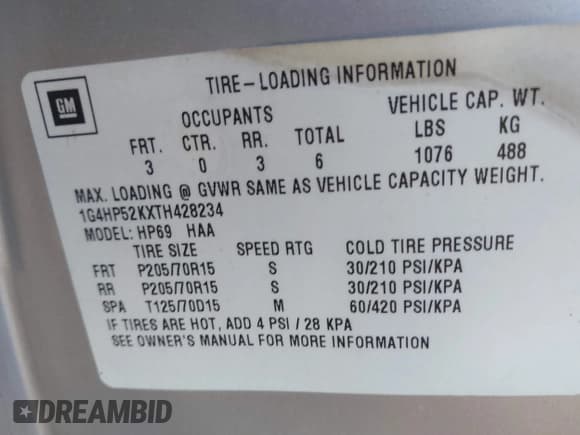 GM
TIRE-LOADING INFORMATION
OCCUPANTS VEHICLE CAP. WT.
FRT. CTR. RR. TOTAL LBS KG
3 0 3 6 1076 488
MAX. LOADING @ GVWR SAME AS VEHICLE CAPACITY WEIGHT.
1G4HP52KXTH428234
MODEL: HP69 HAA
TIRE SIZE SPEED RTG COLD TIRE PRESSURE
FRT P205/70R15 S 30/210 PSI/KPA
RR P205/70R15 S 30/210 PSI/KPA
SPA T125/70D15 M 60/420 PSI/KPA
IF TIRES ARE HOT, ADD 4 PSI / 28 KPA
SEE OWNER'S MANUAL FOR MORE INFORMATION
DREAMBID